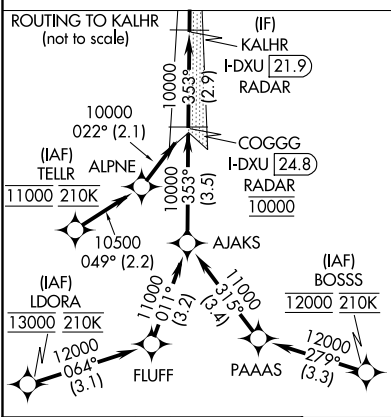 ROUTING TO KALHR
(not to scale)
(IF)
KALHR
I-DXU 21.9
RADAR
10000
353°
(2.9)
10000
022° (2.1)
COGGG
I-DXU 24.8
RADAR
10000
(IAF)
TELLR
11000 210K
ALPNE
10000
353°
(3.5)
10500
049° (2.2)
AJAKS
(IAF)
LDORA
13000 210K
11000
011°
(3.2)
11000
315°
(3.4)
(IAF)
BOSSS
12000 210K
12000
064°
(3.1)
FLUFF
PAAAS
12000
279°
(3.3)